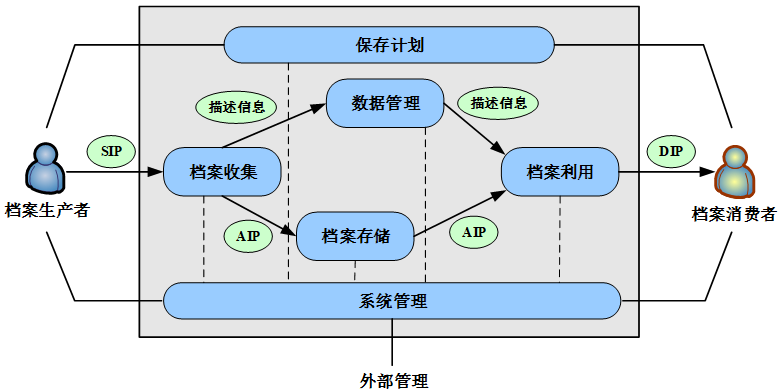 保存计划
描述信息
数据管理
描述信息
SIP
档案收集
档案利用
DIP
档案生产者
档案消费者
AIP
档案存储
AIP
系统管理
外部管理